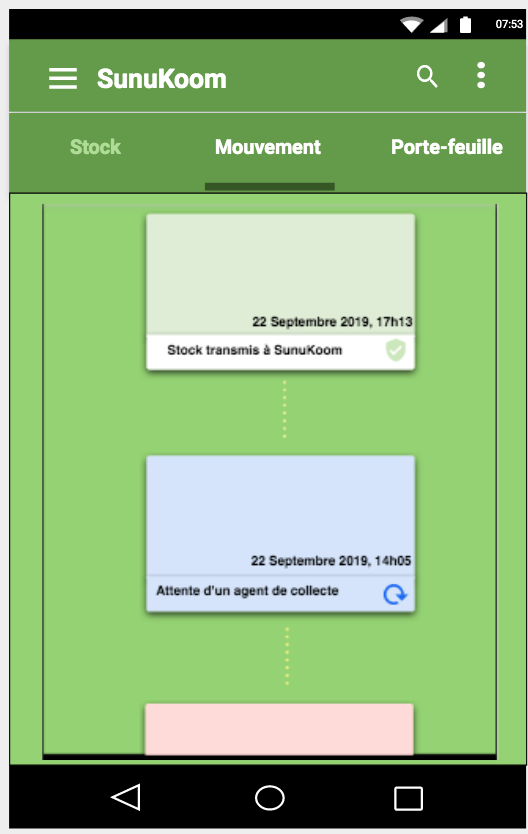 07:53
SunuKoom
Stock Mouvement Porte-feuille
22 Septembre 2019, 17h13
Stock transmis à SunuKoom
22 Septembre 2019, 14h05
Attente d'un agent de collecte